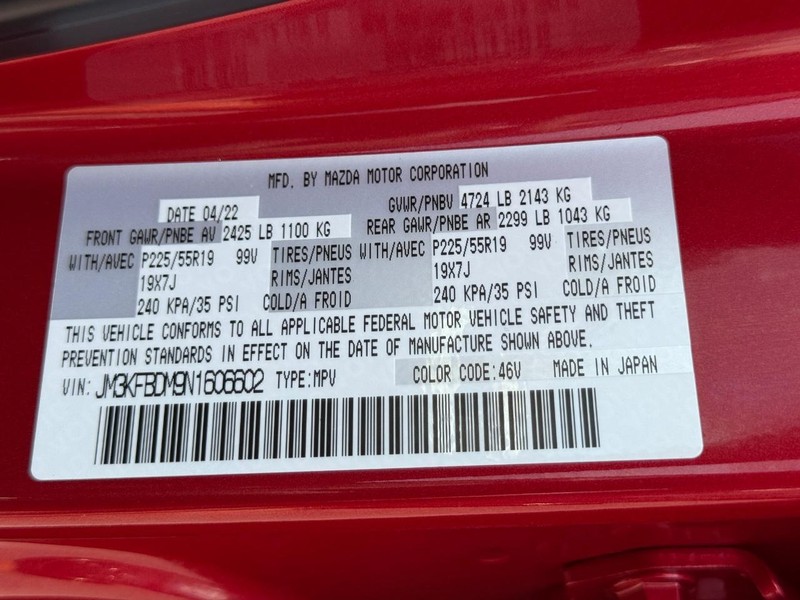 MFD. BY MAZDA MOTOR CORPORATION
DATE 04/22 GVWR/PNBV 4724 LB 2143 KG
FRONT GAWR/PNBE AV 2425 LB 1100 KG REAR GAWR/PNBE AR 2299 LB 1043 KG
WITH/AVEC P225/55R19 99V TIRES/PNEUS WITH/AVEC P225/55R19 99V TIRES/PNEUS
19X7J RIMS/JANTES 19X7J RIMS/JANTES
240 KPA/35 PSI COLD/A FROID 240 KPA/35 PSI COLD/A FROID
THIS VEHICLE CONFORMS TO ALL APPLICABLE FEDERAL MOTOR VEHICLE SAFETY AND THEFT
PREVENTION STANDARDS IN EFFECT ON THE DATE OF MANUFACTURE SHOWN ABOVE.
VIN: JM3KFBDM9N1606602 TYPE:MPV COLOR CODE:46V MADE IN JAPAN